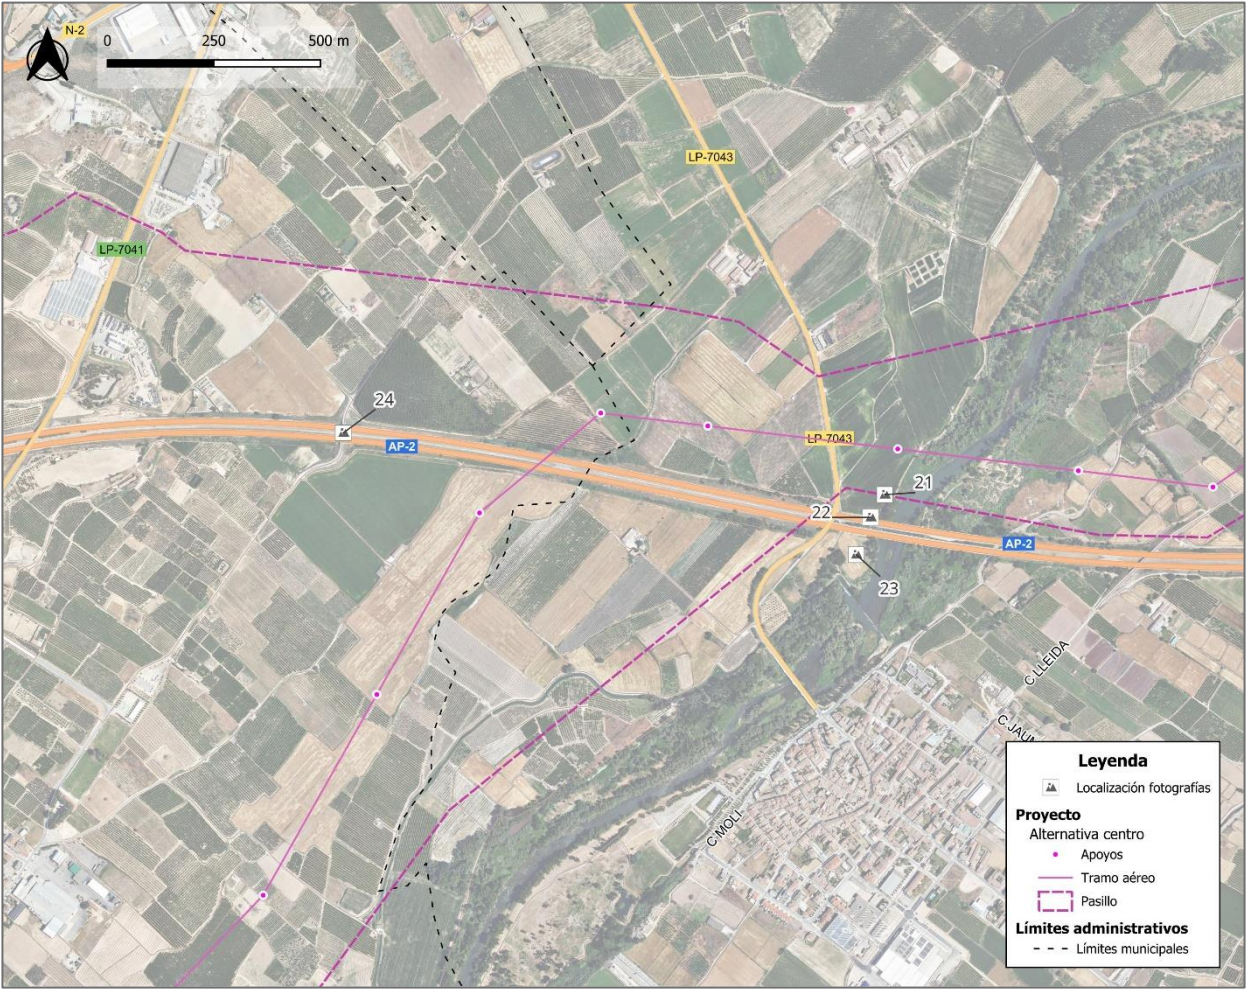 N-2
0 250 500 m
LP-7043
LP-7041
24
AP-2
LP-7043
21
22
AP-2
23
C LLEIDA
C JAUM
C MOLI
Leyenda
Localización fotografías
Proyecto
Alternativa centro
Apoyos
Tramo aéreo
Pasillo
Límites administrativos
Límites municipales